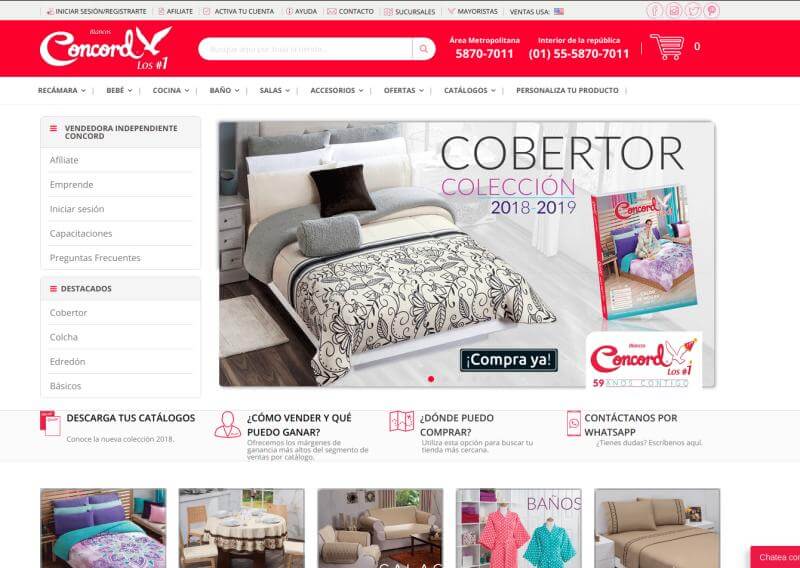 INICIAR SESIÓN/REGISTRARTE
AFILIATE
ACTIVA TU CUENTA
AYUDA
CONTACTO
SUCURSALES
MAYORISTAS
VENTAS USA:
Blancos
Concord
Los #1
Busca aquí por toda la tienda...
Área Metropolitana
5870-7011
Interior de la república
(01) 55-5870-7011
0
RECÁMARA
BEBÉ
COCINA
BAÑO
SALAS
ACCESORIOS
OFERTAS
CATÁLOGOS
PERSONALIZA TU PRODUCTO
VENDEDORA INDEPENDIENTE
CONCORD
Afíliate
Emprende
Iniciar sesión
Capacitaciones
Preguntas Frecuentes
DESTACADOS
Cobertor
Colcha
Edredón
Básicos
COBERTOR
COLECCIÓN
2018-2019
Concord
¡Compra ya!
Blancos
Concord
Los #1
59 AÑOS CONTIGO
DESCARGA TUS CATÁLOGOS
Conoce la nueva colección 2018.
¿CÓMO VENDER Y QUÉ
PUEDO GANAR?
Ofrecemos los márgenes de
ganancia más altos del segmento de
ventas por catálogo.
¿DÓNDE PUEDO
COMPRAR?
Utiliza esta opción para buscar tu
tienda más cercana.
CONTÁCTANOS POR
WHATSAPP
¿Tienes dudas? Escríbenos aquí.
SALAS
BAÑOS
Chatea con